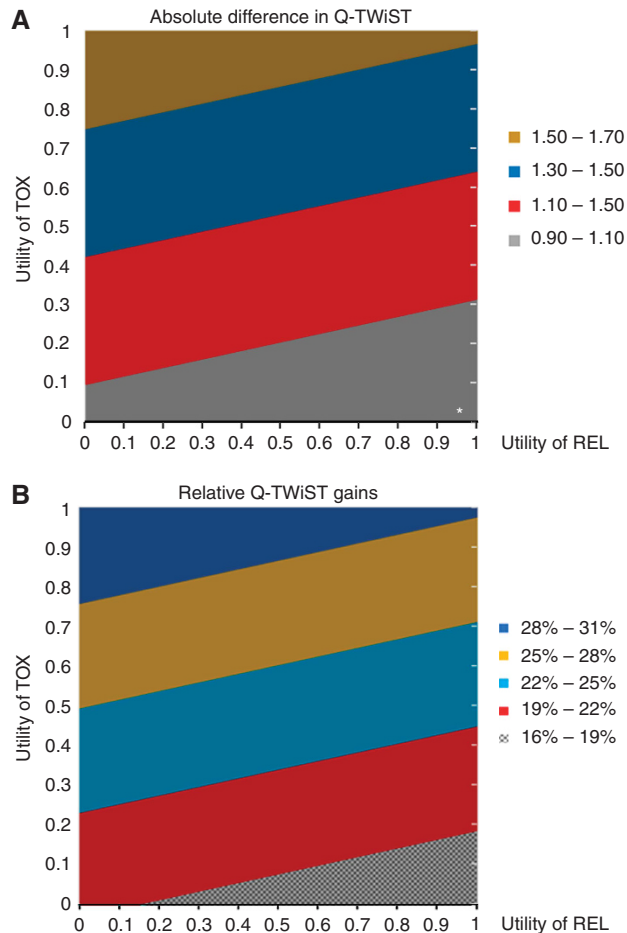 A
Absolute difference in Q-TWiST
Utility of TOX
1
0.9
0.8
0.7
0.6
0.5
0.4
0.3
0.2
0.1
0
*
0 0.1 0.2 0.3 0.4 0.5 0.6 0.7 0.8 0.9 1
Utility of REL
1.50 – 1.70
1.30 – 1.50
1.10 – 1.50
0.90 – 1.10
B
Relative Q-TWiST gains
Utility of TOX
1
0.9
0.8
0.7
0.6
0.5
0.4
0.3
0.2
0.1
0
0 0.1 0.2 0.3 0.4 0.5 0.6 0.7 0.8 0.9 1
Utility of REL
28% – 31%
25% – 28%
22% – 25%
19% – 22%
16% – 19%